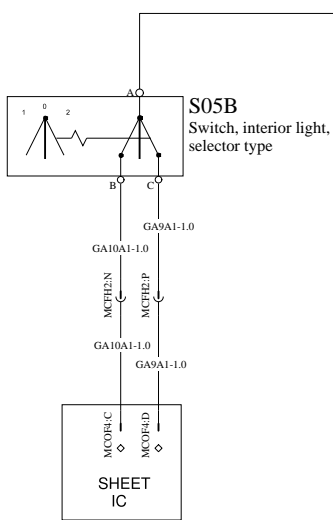 A
S05B
Switch, interior light,
selector type
1 0 2
B C
GA9A1-1.0
GA10A1-1.0
MCFH2:N
MCFH2:P
GA10A1-1.0
GA9A1-1.0
MCOF4:C
MCOF4:D
SHEET
IC